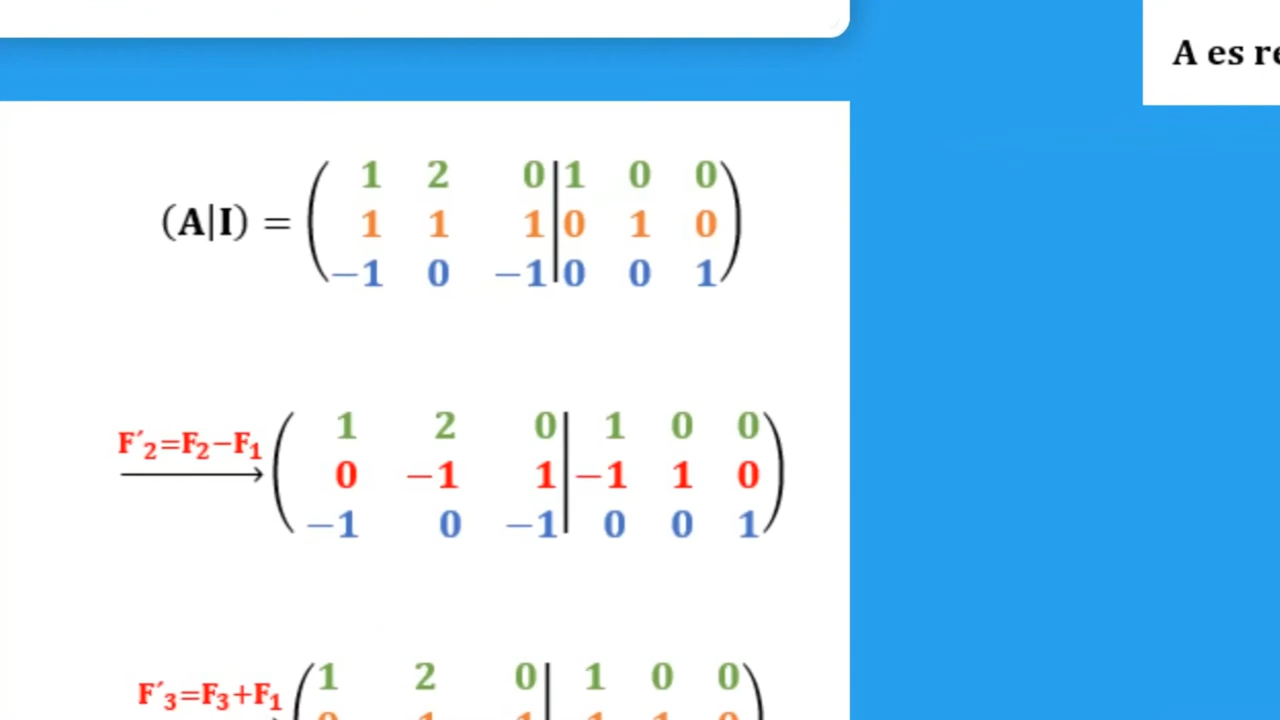 A es
(A|I) = ( 1 2 0 | 1 0 0 )
1 1 1 | 0 1 0
−1 0 −1 | 0 0 1
F´₂=F₂−F₁
( 1 2 0 | 1 0 0 )
0 −1 1 | −1 1 0
−1 0 −1 | 0 0 1
F´₃=F₃+F₁
( 1 2 0 | 1 0 0 )